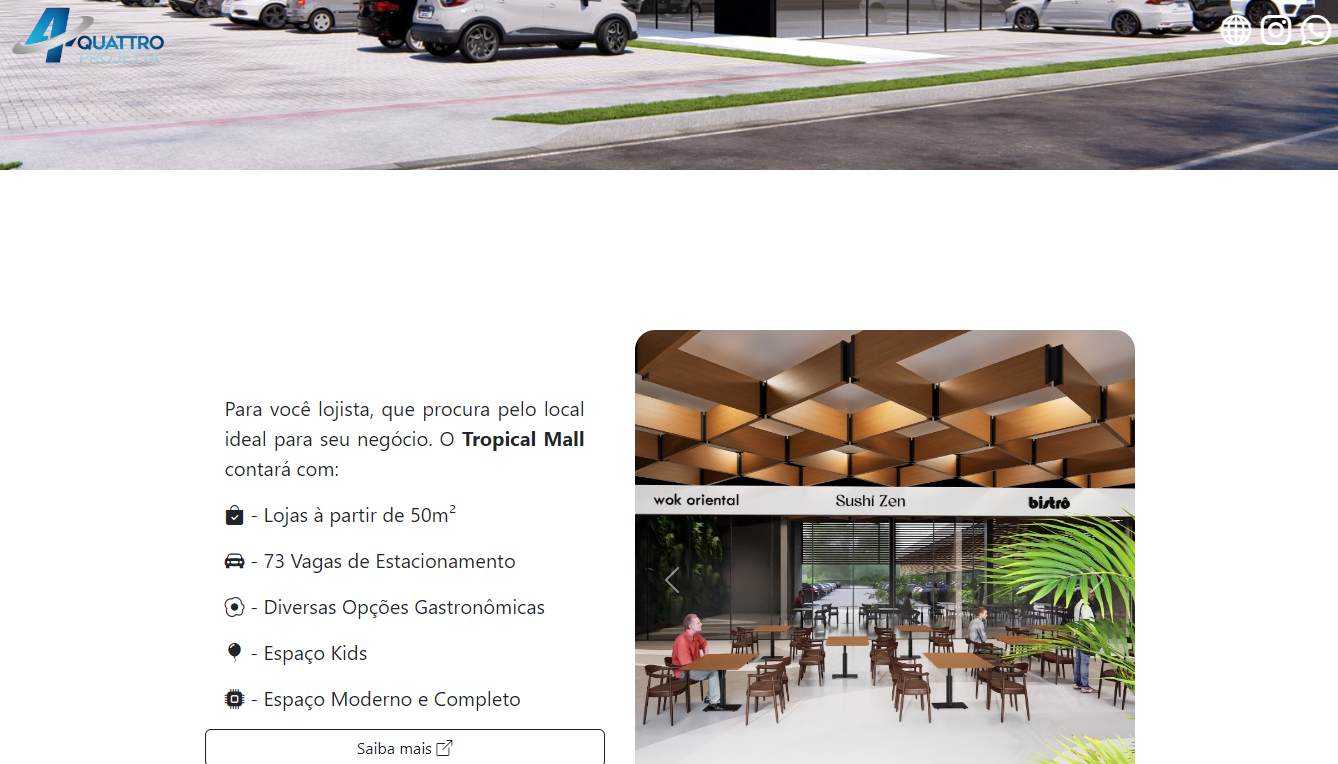 4 QUATTRO
PROJETOS
Para você lojista, que procura pelo local
ideal para seu negócio. O Tropical Mall
contará com:
- Lojas à partir de 50m²
- 73 Vagas de Estacionamento
- Diversas Opções Gastronômicas
- Espaço Kids
- Espaço Moderno e Completo
Saiba mais
wok oriental
Sushi Zen
bistrô